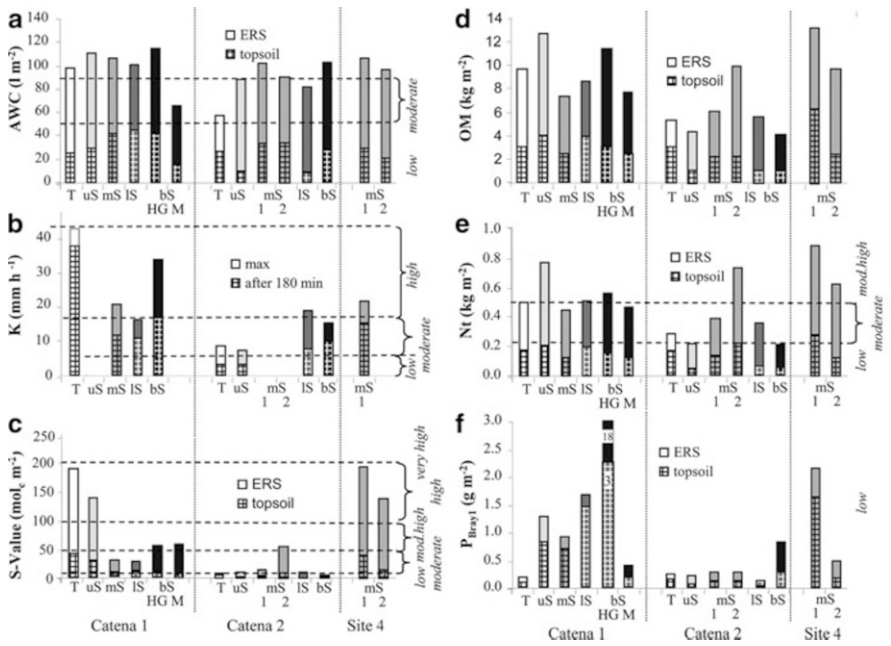 a
AWC (l m⁻²)
140
120
100
80
60
40
20
0
ERS
topsoil
moderate
low
T uS mS lS bS
HG M
T uS mS lS bS
1 2
mS
1 2
b
K (mm h⁻¹)
40
30
20
10
0
max
after 180 min
high
moderate
low
T uS mS lS bS
T uS mS lS bS
1 2
mS
1
c
S-Value (molc m⁻²)
250
200
150
100
50
0
ERS
topsoil
very high
high
mod.high
moderate
low
T uS mS lS bS
HG M
T uS mS lS bS
1 2
mS
1 2
Catena 1 Catena 2 Site 4
d
OM (kg m⁻²)
14
12
10
8
6
4
2
0
ERS
topsoil
T uS mS lS bS
HG M
T uS mS lS bS
1 2
mS
1 2
e
Nt (kg m⁻²)
1.0
0.8
0.6
0.4
0.2
0.0
ERS
topsoil
mod.high
moderate
low
T uS mS lS bS
HG M
T uS mS lS bS
1 2
mS
1 2
f
PBray1 (g m⁻²)
3.0
2.5
2.0
1.5
1.0
0.5
0.0
18
3
ERS
topsoil
low
T uS mS lS bS
HG M
T uS mS lS bS
1 2
mS
1 2
Catena 1 Catena 2 Site 4